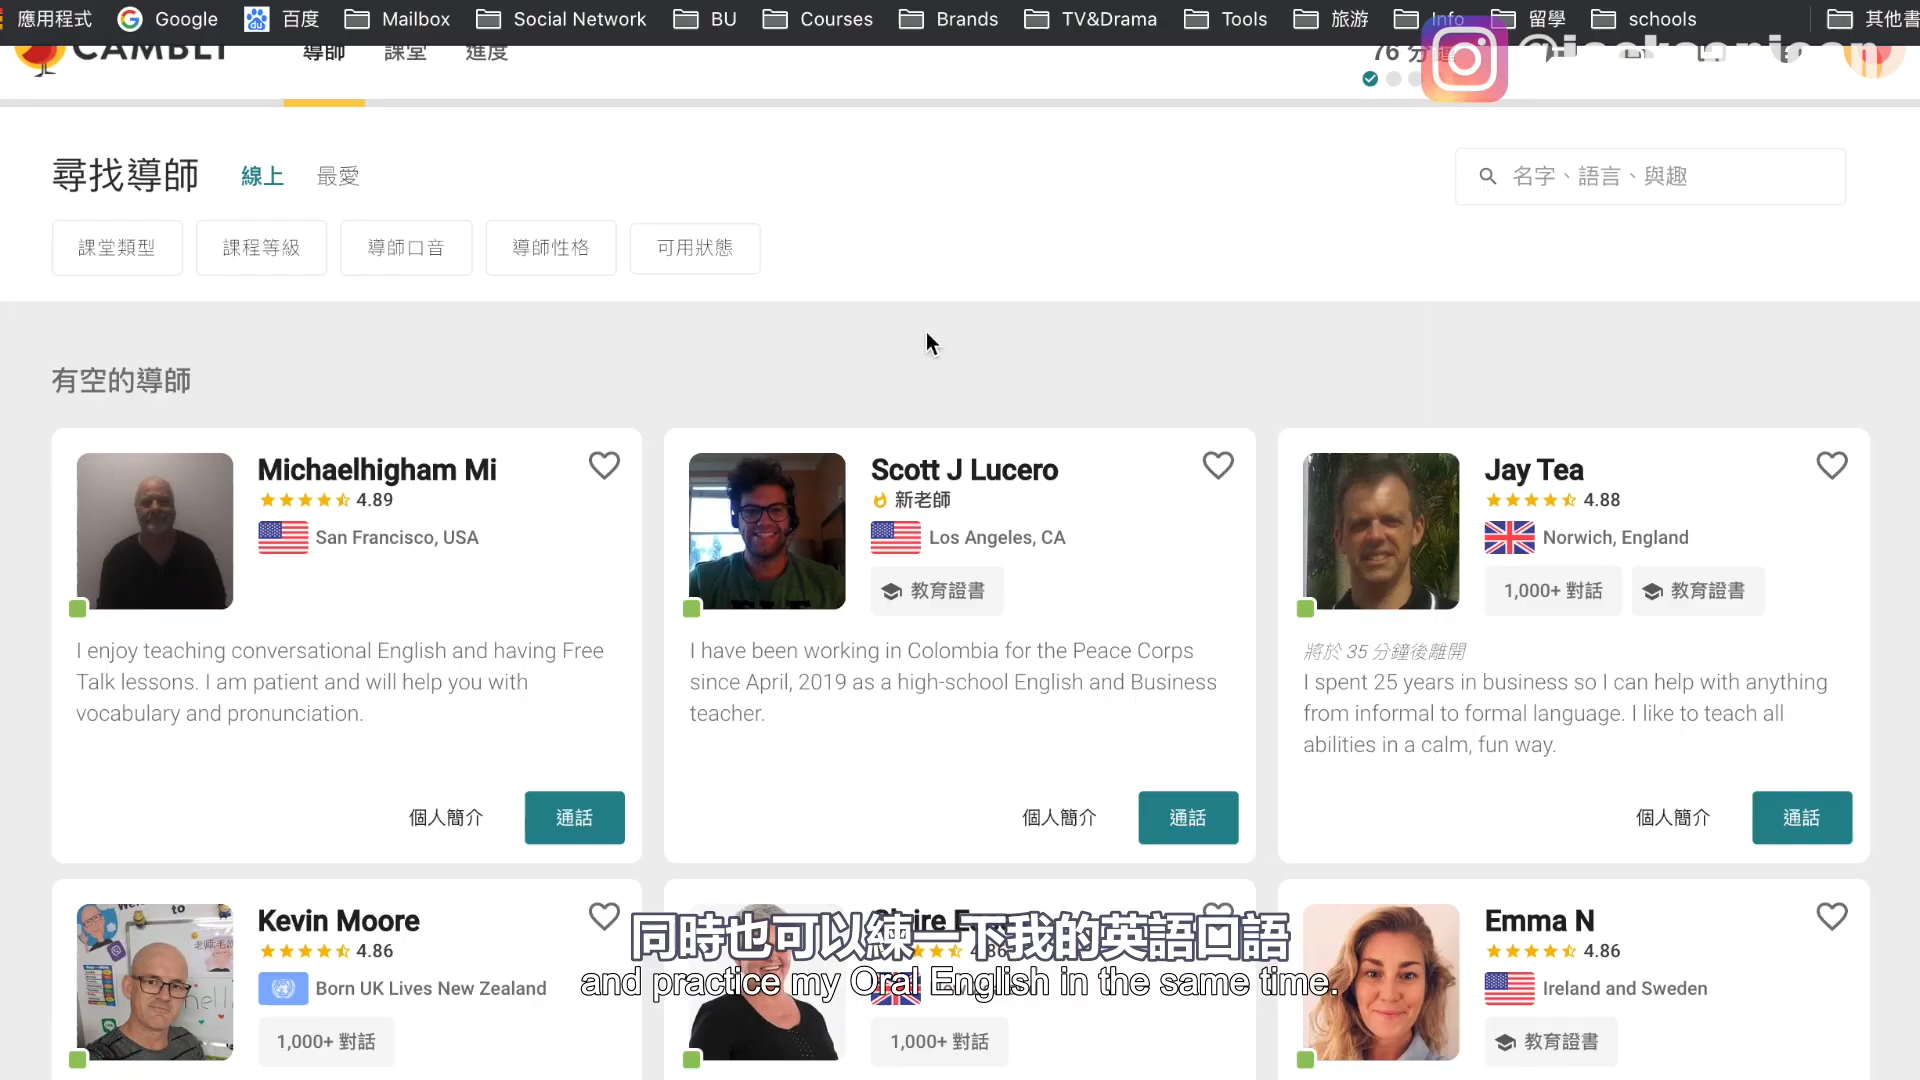 應用程式 Google 百度 Mailbox Social Network BU Courses Brands TV&Drama Tools 旅游 Info 留學 schools 其他書
CAMBLY 導師 課堂 進度 76 分鐘
尋找導師 線上 最愛 名字、語言、興趣
課堂類型 課程等級 導師口音 導師性格 可用狀態
有空的導師
Michaelhigham Mi
4.89
San Francisco, USA
I enjoy teaching conversational English and having Free
Talk lessons. I am patient and will help you with
vocabulary and pronunciation.
個人簡介 通話
Scott J Lucero
新老師
Los Angeles, CA
教育證書
I have been working in Colombia for the Peace Corps
since April, 2019 as a high-school English and Business
teacher.
個人簡介 通話
Jay Tea
4.88
Norwich, England
1,000+ 對話 教育證書
將於 35 分鐘後離開
I spent 25 years in business so I can help with anything
from informal to formal language. I like to teach all
abilities in a calm, fun way.
個人簡介 通話
Kevin Moore
4.86
Born UK Lives New Zealand
1,000+ 對話
4.86
1,000+ 對話
Emma N
4.86
Ireland and Sweden
教育證書
同時也可以練一下我的英語口語
and practice my Oral English in the same time.